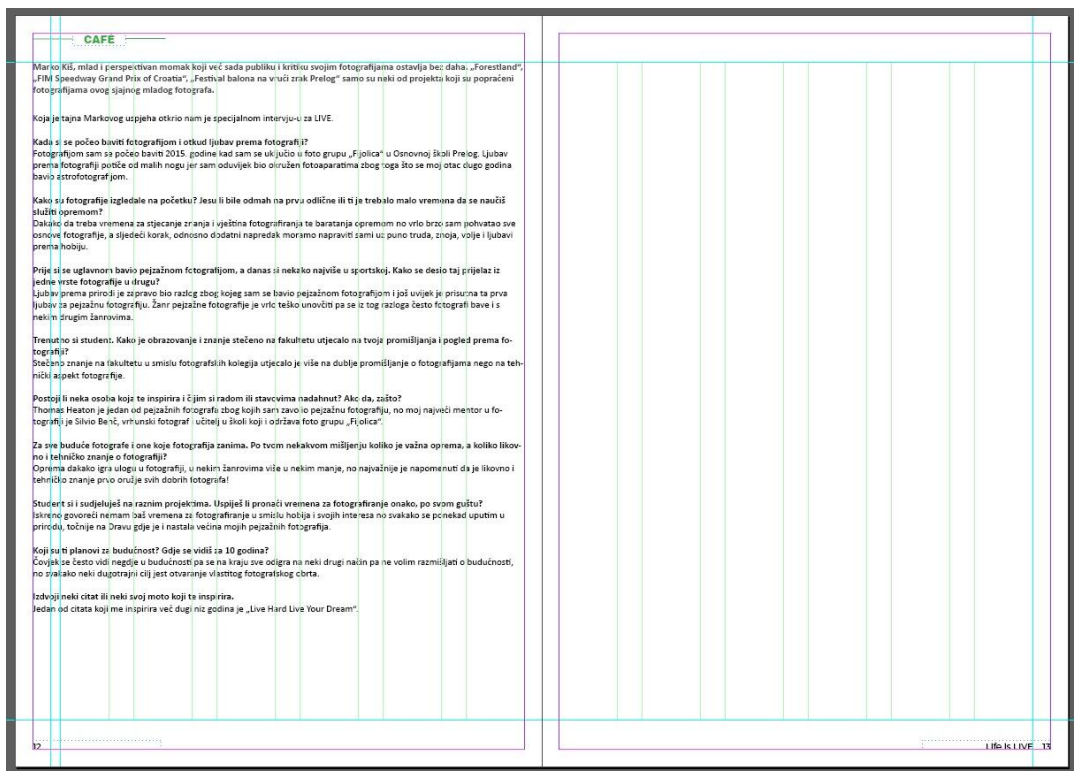 CAFÉ
Marko Kiš, mlad i perspektivan momak koji već sada publiku i kritiku svojim fotografijama ostavlja bez daha. „Forestland“,
„FIM Speedway Grand Prix of Croatia“, „Festival balona na vrući zrak Prelog“ samo su neki od projekta koji su popraćeni
fotografijama ovog sjajnog mladog fotografa.
Koja je tajna Markovog uspjeha otkrio nam je specijalnom intervju-u za LIVE.
Kada si se počeo baviti fotografijom i otkud ljubav prema fotografiji?
Fotografijom sam se počeo baviti 2015. godine kad sam se uključio u foto grupu „Fijolica“ u Osnovnoj školi Prelog. Ljubav
prema fotografiji potiče od malih nogu jer sam oduvijek bio okružen fotoaparatima zbog toga što se moj otac dugo godina
bavio astrofotografijom.
Kako su fotografije izgledale na početku? Jesu li bile odmah na prvu odlične ili ti je trebalo malo vremena da se naučiš
služiti opremom?
Dakako da treba vremena za stjecanje znanja i vještina fotografiranja te baratanja opremom no vrlo brzo sam pohvatao sve
osnove fotografije, a sljedeći korak, odnosno dodatni napredak moramo napraviti sami uz puno truda, znoja, volje i ljubavi
prema hobiju.
Prije si se uglavnom bavio pejzažnom fotografijom, a danas si nekako najviše u sportskoj. Kako se desio taj prijelaz iz
jedne vrste fotografije u drugu?
Ljubav prema prirodi je zapravo bio razlog zbog kojeg sam se bavio pejzažnom fotografijom i još uvijek je prisutna ta prva
ljubav za pejzažnu fotografiju. Žanr pejzažne fotografije je vrlo teško unovčiti pa se iz tog razloga često fotografi bave i s
nekim drugim žanrovima.
Trenutno si student. Kako je obrazovanje i znanje stečeno na fakultetu utjecalo na tvoja promišljanja i pogled prema fo-
tografiji?
Stečeno znanje na fakultetu u smislu fotografskih kolegija utjecalo je više na dublje promišljanje o fotografijama nego na teh-
nički aspekt fotografije.
Postoji li neka osoba koja te inspirira i čijim si radom ili stavovima nadahnut? Ako da, zašto?
Thomas Heaton je jedan od pejzažnih fotografa zbog kojih sam zavolio pejzažnu fotografiju, no moj najveći mentor u fo-
tografiji je Silvio Benč, vrhunski fotograf i učitelj u školi koji i održava foto grupu „Fijolica“.
Za sve buduće fotografe i one koje fotografija zanima. Po tvom nekakvom mišljenju koliko je važna oprema, a koliko likov-
no i tehničko znanje o fotografiji?
Oprema dakako igra ulogu u fotografiji, u nekim žanrovima više u nekim manje, no najvažnije je napomenuti da je likovno i
tehničko znanje prvo oružje svih dobrih fotografa!
Student si i sudjeluješ na raznim projektima. Uspiješ li pronaći vremena za fotografiranje onako, po svom guštu?
Iskreno govoreći nemam baš vremena za fotografiranje u smislu hobija i svojih interesa no svakako se ponekad uputim u
prirodu, točnije na Dravu gdje je i nastala većina mojih pejzažnih fotografija.
Koji su ti planovi za budućnost? Gdje se vidiš za 10 godina?
Čovjek se često vidi negdje u budućnosti pa se na kraju sve odigra na neki drugi način pa ne volim razmišljati o budućnosti,
no svakako neki dugotrajni cilj jest otvaranje vlastitog fotografskog obrta.
Izdvoji neki citat ili neki svoj moto koji te inspirira.
Jedan od citata koji me inspirira već dugi niz godina je „Live Hard Live Your Dream“.
12
Life is LIVE 13